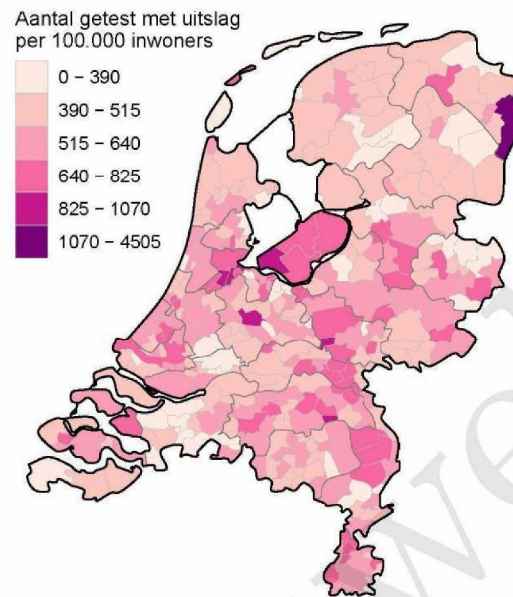 Aantal getest met uitslag
per 100.000 inwoners
0 – 390
390 – 515
515 – 640
640 – 825
825 – 1070
1070 – 4505